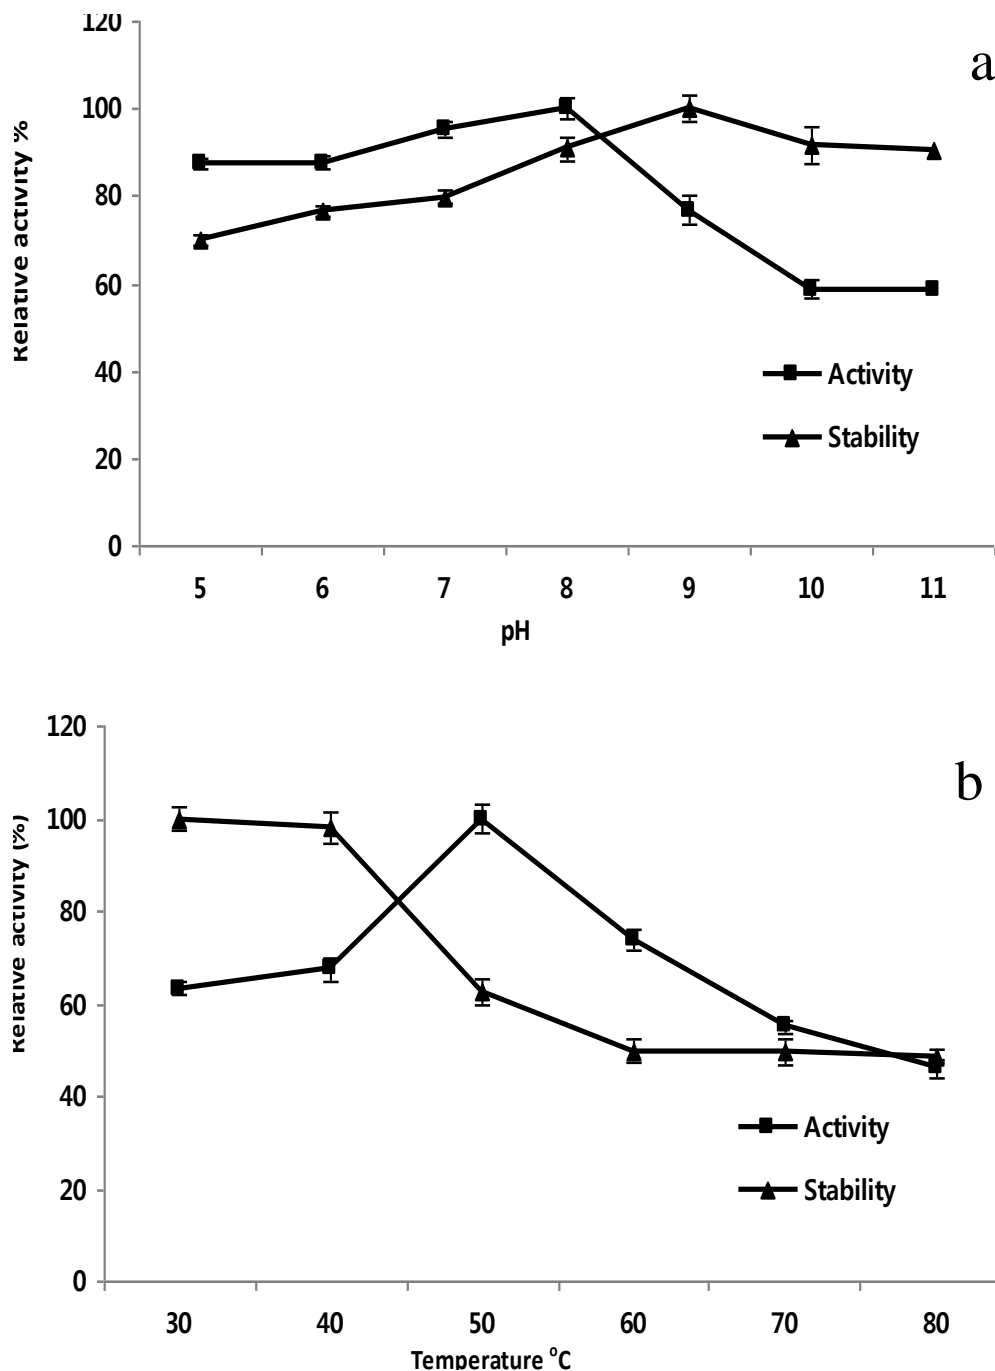 120
a
100
80
60
40
20
0
Relative activity %
Activity
Stability
5 6 7 8 9 10 11
pH
120
b
100
80
60
40
20
0
Relative activity (%)
Activity
Stability
30 40 50 60 70 80
Temperature °C